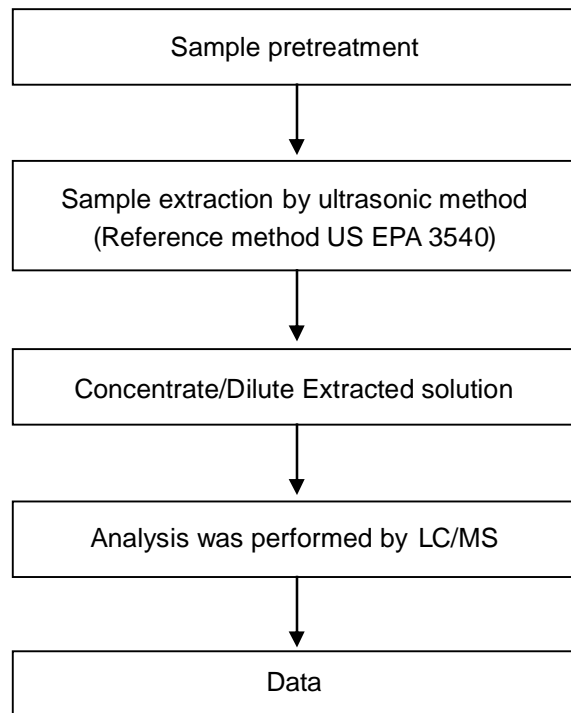 Sample pretreatment
Sample extraction by ultrasonic method
(Reference method US EPA 3540)
Concentrate/Dilute Extracted solution
Analysis was performed by LC/MS
Data